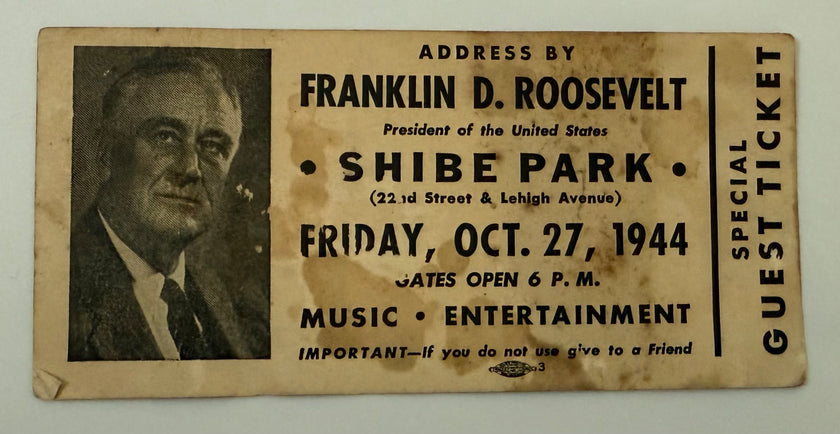 ADDRESS BY
FRANKLIN D. ROOSEVELT
President of the United States
• SHIBE PARK •
(22nd Street & Lehigh Avenue)
FRIDAY, OCT. 27, 1944
GATES OPEN 6 P. M.
MUSIC • ENTERTAINMENT
IMPORTANT—If you do not use give to a Friend
3
SPECIAL
GUEST TICKET